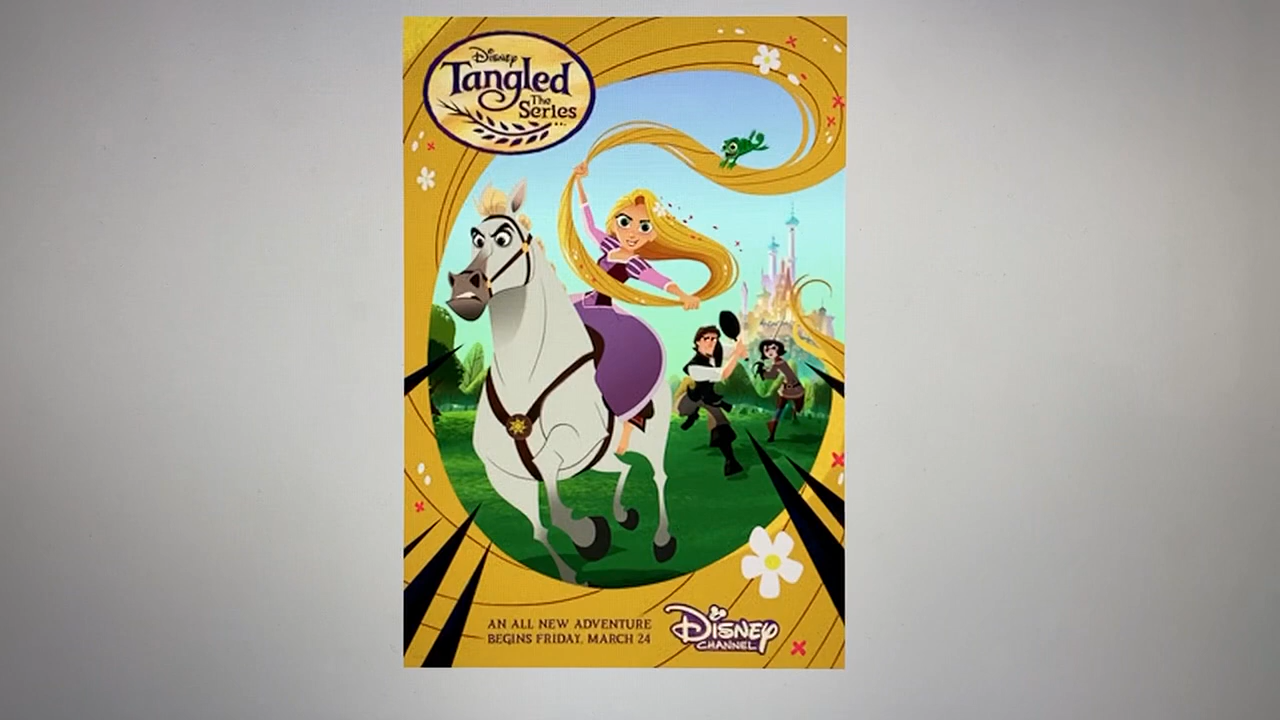 Disney
Tangled
The
Series
AN ALL NEW ADVENTURE
BEGINS FRIDAY, MARCH 24
Disney
CHANNEL